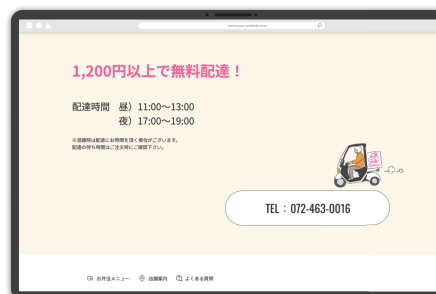 1,200円以上で無料配達！
配達時間 昼）11:00〜13:00
夜）17:00〜19:00
※混雑時は配達にお時間を頂く場合がございます。
配達の待ち時間はご注文時にご確認下さい。
TEL：072-463-0016
お弁当メニュー 店舗案内 よくある質問